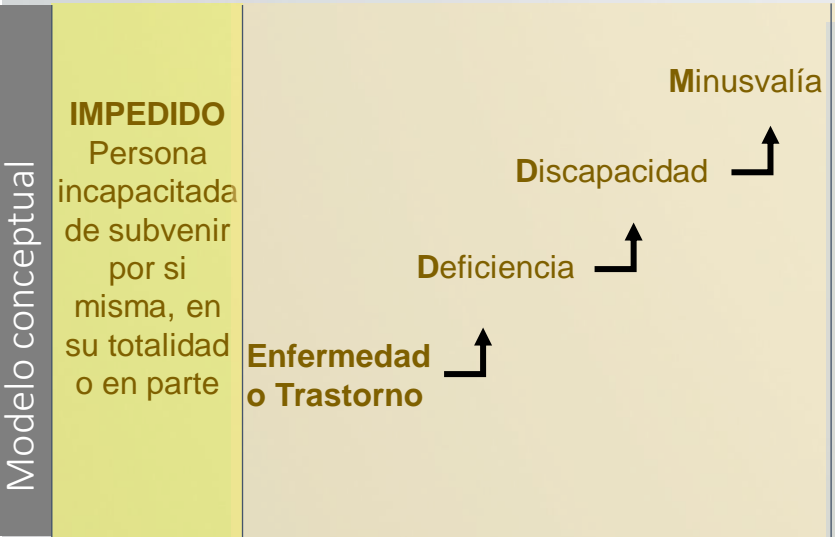 Modelo conceptual
IMPEDIDO
Persona
incapacitada
de subvenir
por si
misma, en
su totalidad
o en parte
Minusvalía
Discapacidad
Deficiencia
Enfermedad
o Trastorno